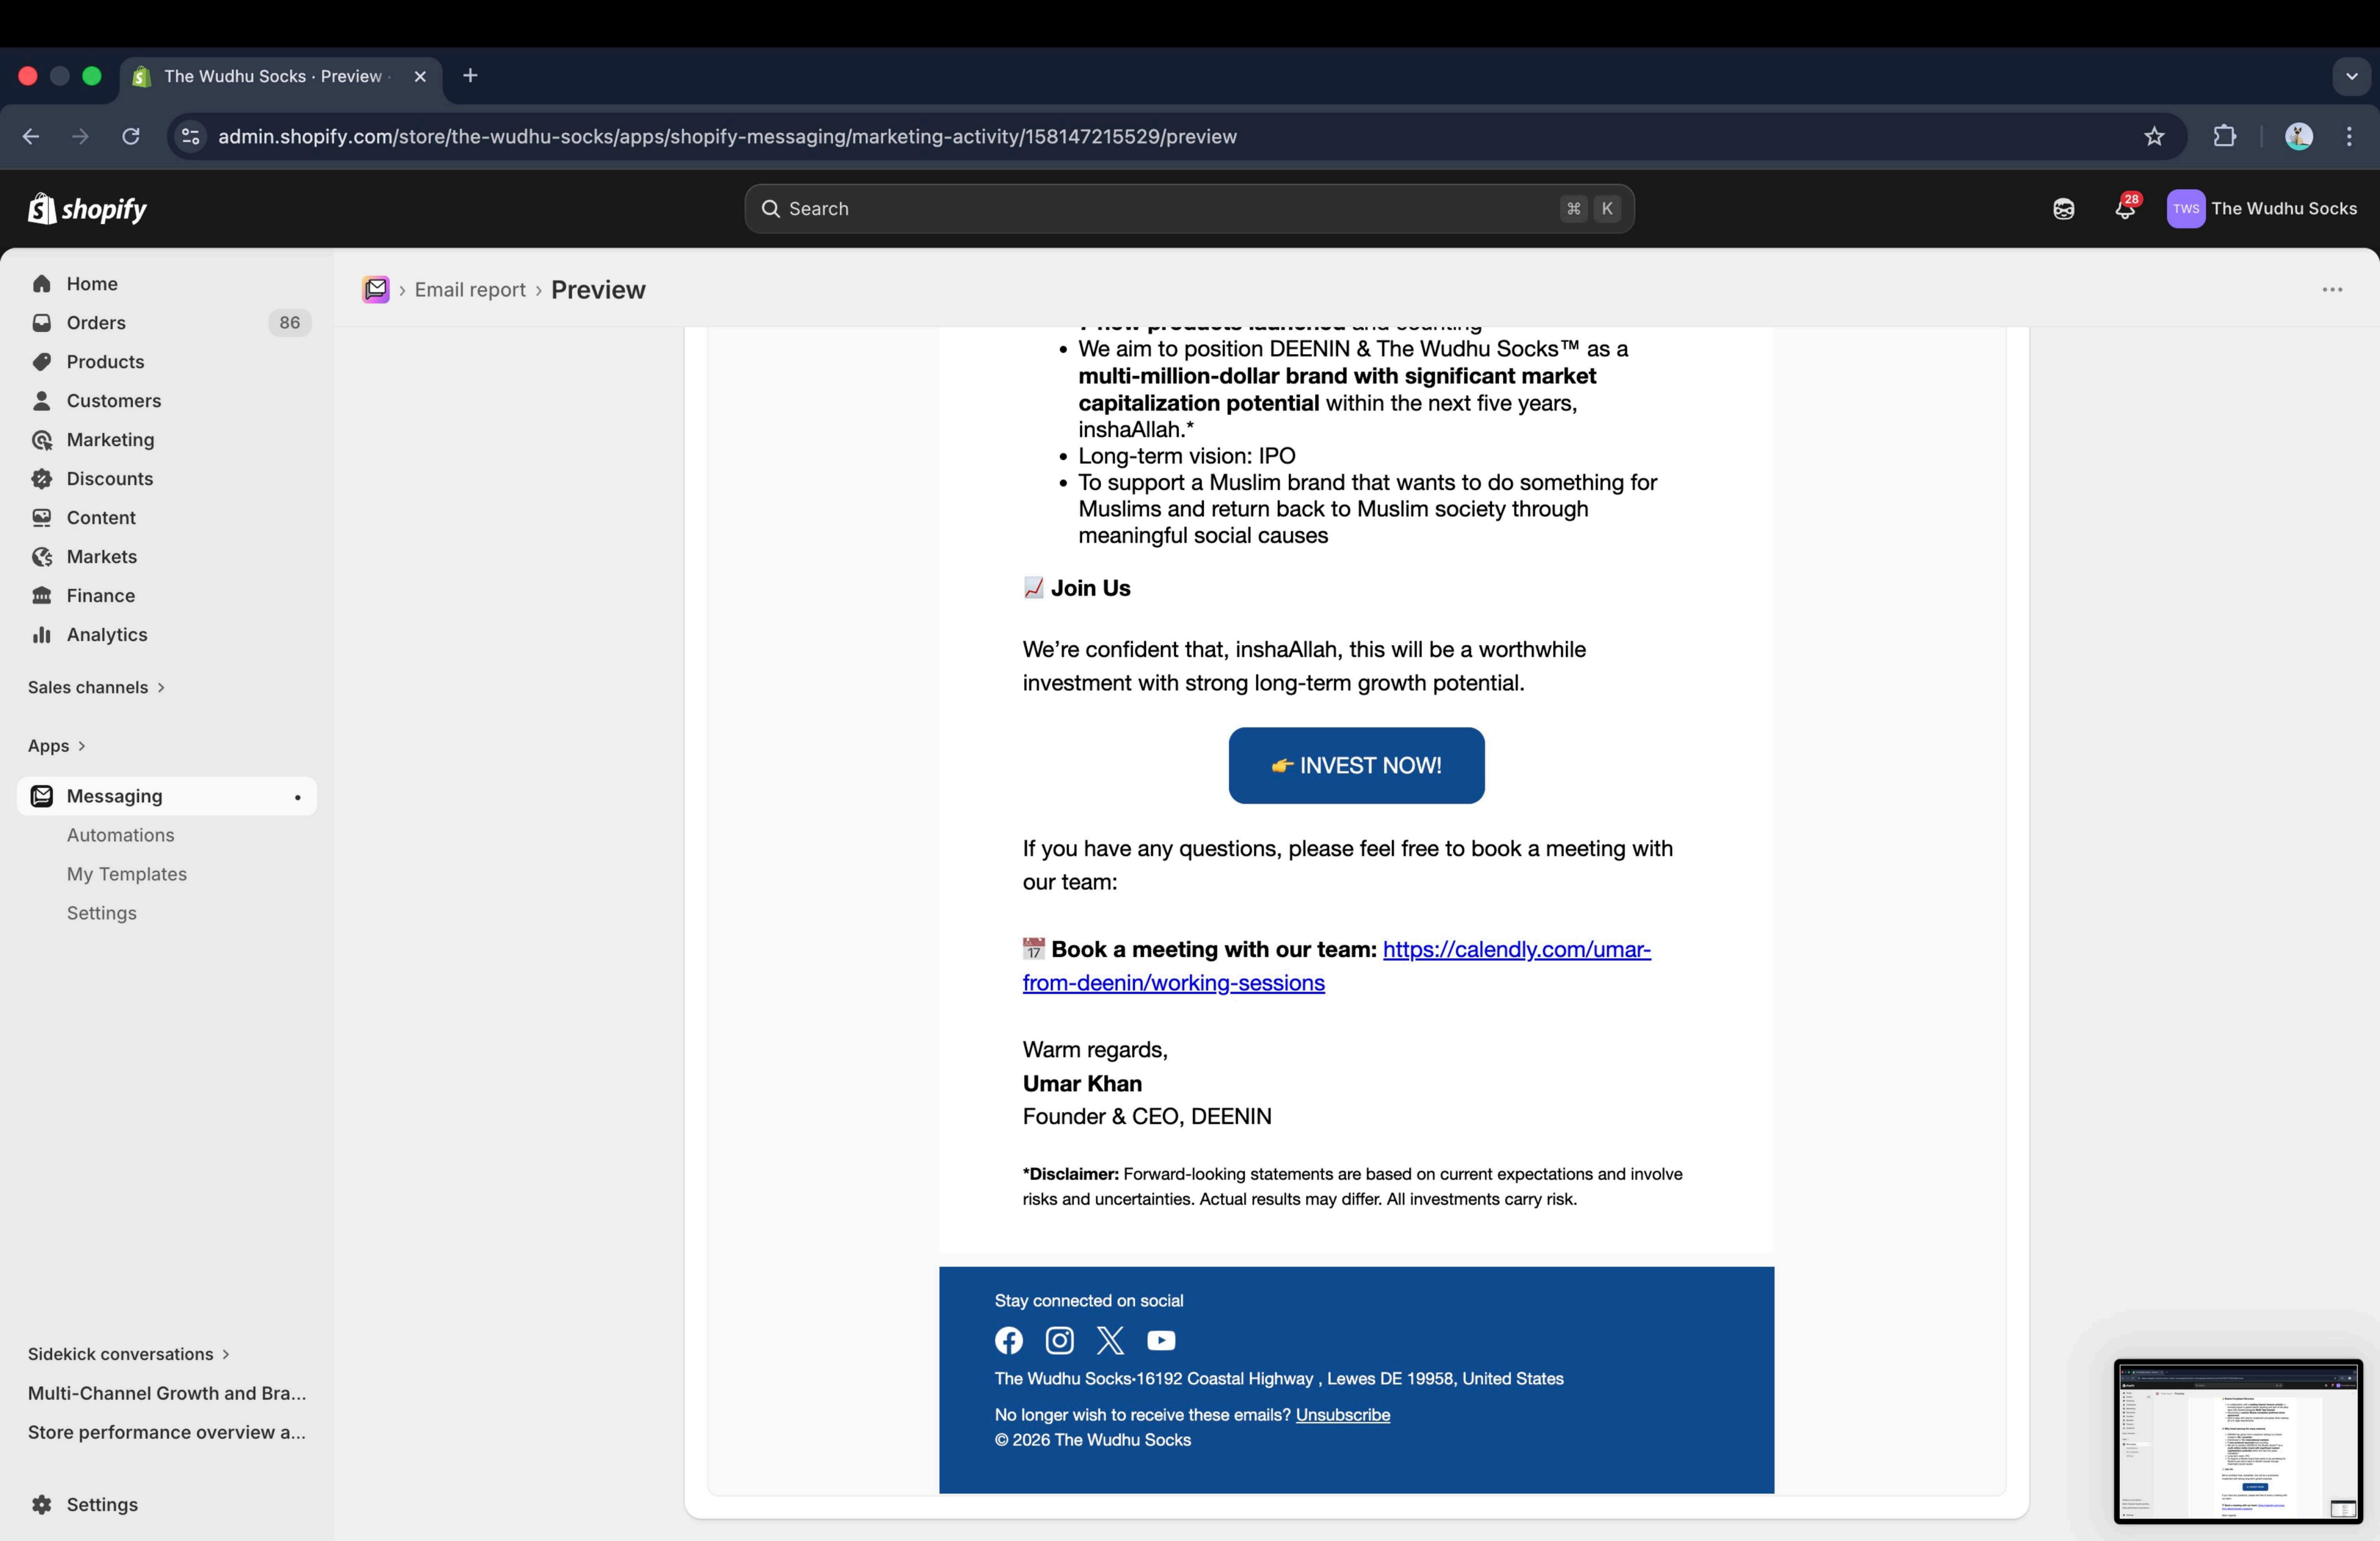 The Wudhu Socks · Preview ·
admin.shopify.com/store/the-wudhu-socks/apps/shopify-messaging/marketing-activity/158147215529/preview
shopify
Search
⌘ K
28
TWS
The Wudhu Socks
Home
Orders
86
Products
Customers
Marketing
Discounts
Content
Markets
Finance
Analytics
Sales channels >
Apps >
Messaging
Automations
My Templates
Settings
Sidekick conversations >
Multi-Channel Growth and Bra...
Store performance overview a...
Settings
> Email report > Preview
7 new products launched and counting
• We aim to position DEENIN & The Wudhu Socks™ as a
multi-million-dollar brand with significant market
capitalization potential within the next five years,
inshaAllah.*
• Long-term vision: IPO
• To support a Muslim brand that wants to do something for
Muslims and return back to Muslim society through
meaningful social causes
📈 Join Us
We’re confident that, inshaAllah, this will be a worthwhile
investment with strong long-term growth potential.
👉 INVEST NOW!
If you have any questions, please feel free to book a meeting with
our team:
📅 Book a meeting with our team: https://calendly.com/umar-
from-deenin/working-sessions
Warm regards,
Umar Khan
Founder & CEO, DEENIN
*Disclaimer: Forward-looking statements are based on current expectations and involve
risks and uncertainties. Actual results may differ. All investments carry risk.
Stay connected on social
The Wudhu Socks·16192 Coastal Highway , Lewes DE 19958, United States
No longer wish to receive these emails? Unsubscribe
© 2026 The Wudhu Socks